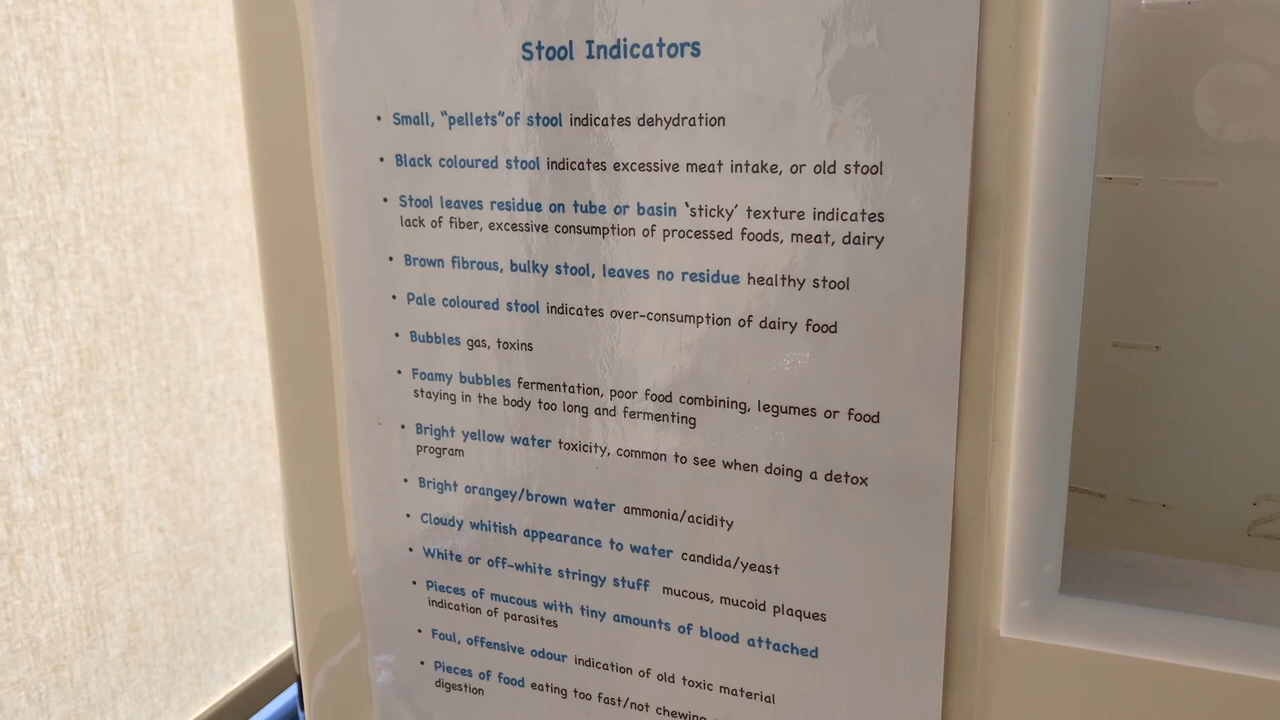 Stool Indicators
• Small, “pellets”of stool indicates dehydration
• Black coloured stool indicates excessive meat intake, or old stool
• Stool leaves residue on tube or basin ‘sticky’ texture indicates
lack of fiber, excessive consumption of processed foods, meat, dairy
• Brown fibrous, bulky stool, leaves no residue healthy stool
• Pale coloured stool indicates over-consumption of dairy food
• Bubbles gas, toxins
• Foamy bubbles fermentation, poor food combining, legumes or food
staying in the body too long and fermenting
• Bright yellow water toxicity, common to see when doing a detox
program
• Bright orangey/brown water ammonia/acidity
• Cloudy whitish appearance to water candida/yeast
• White or off-white stringy stuff mucous, mucoid plaques
• Pieces of mucous with tiny amounts of blood attached
indication of parasites
• Foul, offensive odour indication of old toxic material
• Pieces of food eating too fast/not chewing
digestion